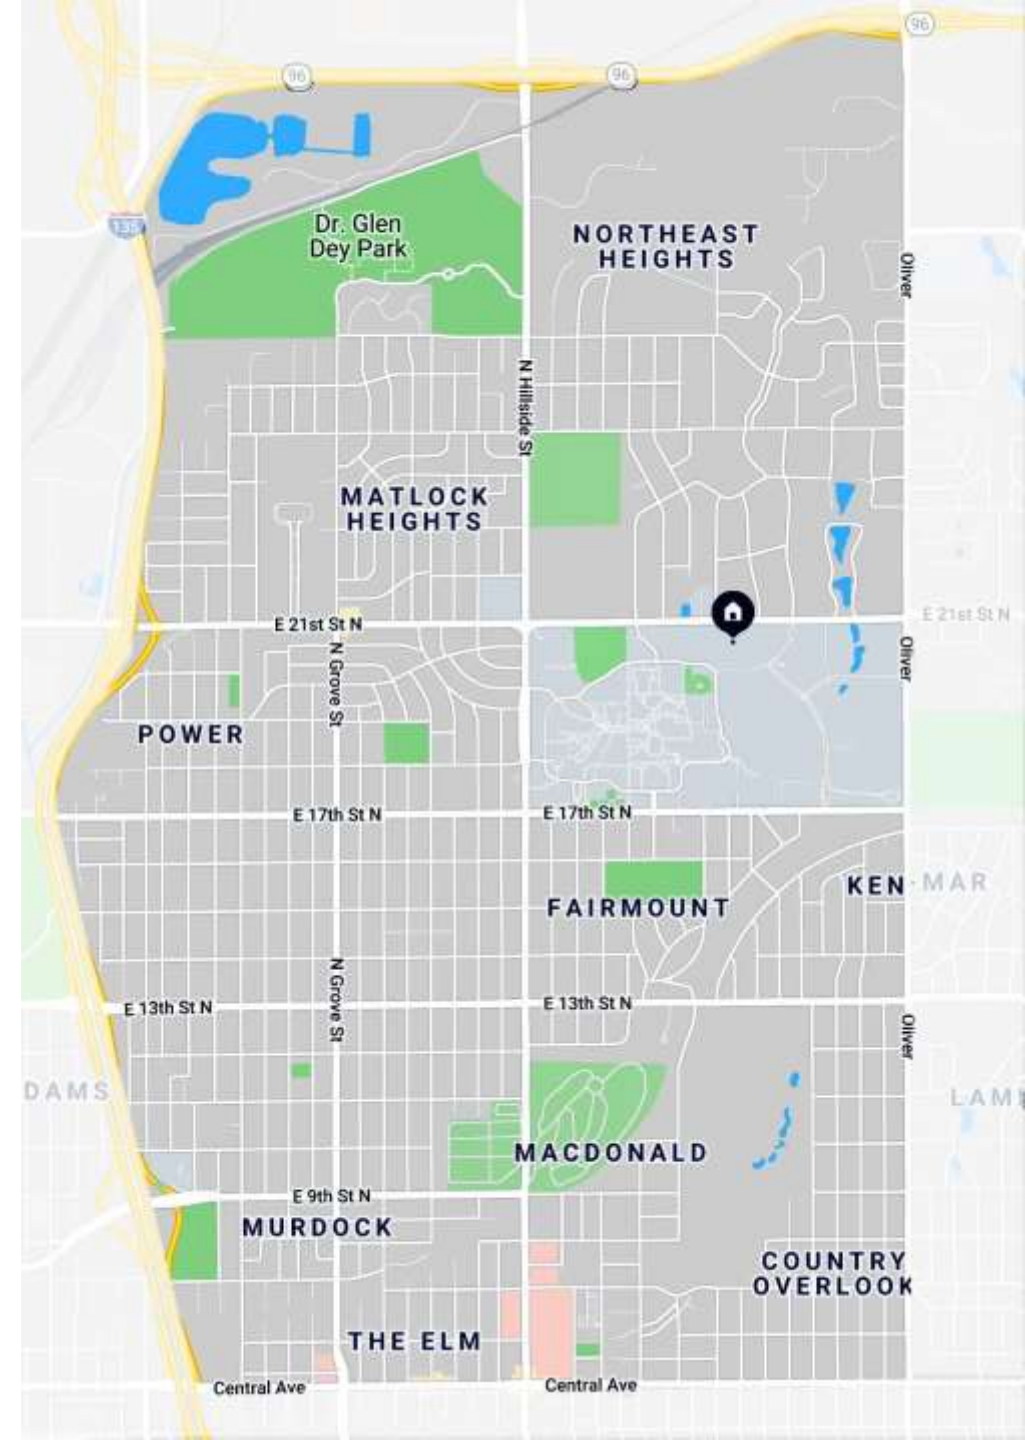 96
96
96
135
Dr. Glen
Dey Park
NORTHEAST
HEIGHTS
Oliver
N Hillside St
MATLOCK
HEIGHTS
E 21st St N
E 21st St N
N Grove St
Oliver
POWER
E 17th St N
E 17th St N
KEN-MAR
FAIRMOUNT
N Grove St
E 13th St N
E 13th St N
Oliver
DAMS
LAM
MACDONALD
E 9th St N
MURDOCK
COUNTRY
OVERLOOK
THE ELM
Central Ave
Central Ave